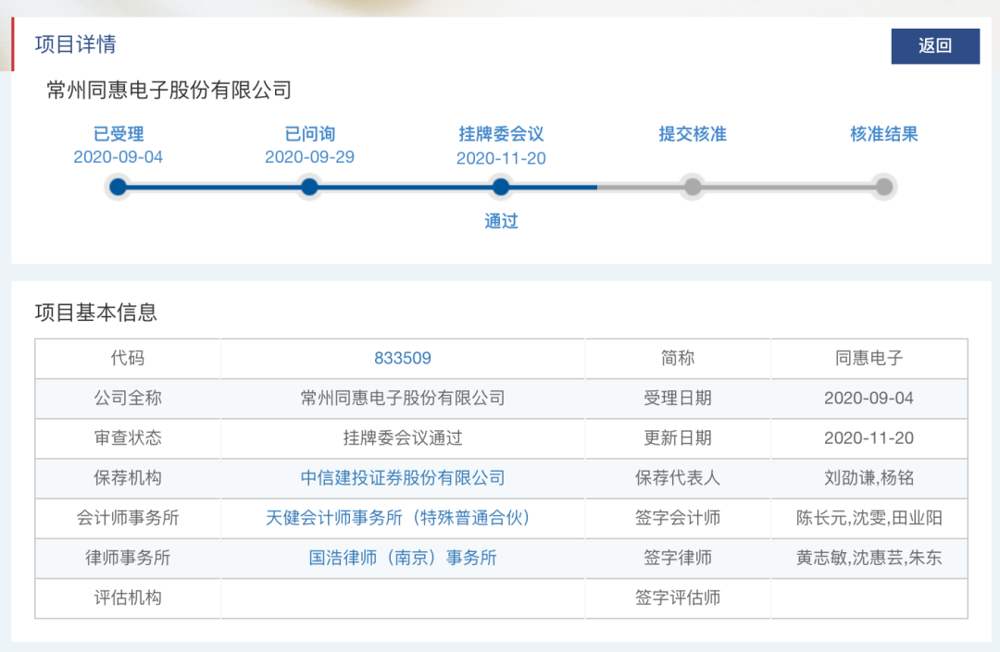 项目详情
返回
常州同惠电子股份有限公司
已受理 已问询 挂牌委会议 提交核准 核准结果
2020-09-04 2020-09-29 2020-11-20
通过
项目基本信息
代码 833509 简称 同惠电子
公司全称 常州同惠电子股份有限公司 受理日期 2020-09-04
审查状态 挂牌委会议通过 更新日期 2020-11-20
保荐机构 中信建投证券股份有限公司 保荐代表人 刘劭谦,杨铭
会计师事务所 天健会计师事务所（特殊普通合伙） 签字会计师 陈长元,沈雯,田业阳
律师事务所 国浩律师（南京）事务所 签字律师 黄志敏,沈惠芸,朱东
评估机构 签字评估师